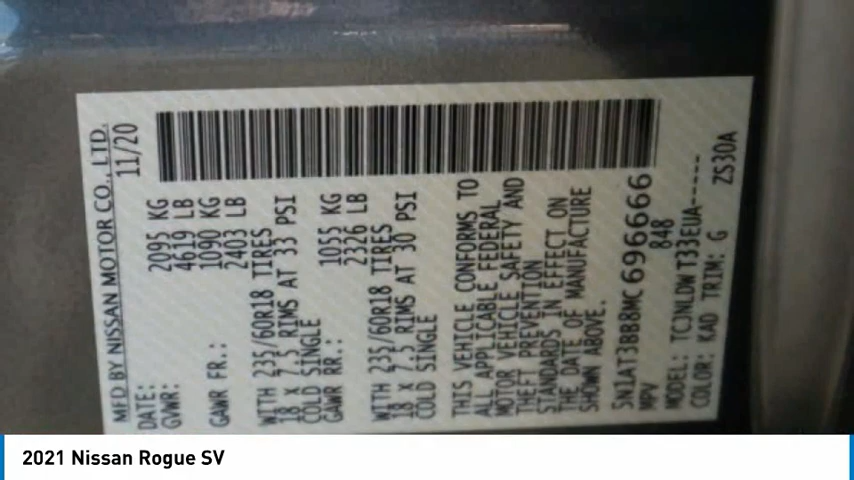 MFD BY NISSAN MOTOR CO., LTD.
DATE: 11/20
GVWR: 2095 KG
4619 LB
GAWR FR.: 1090 KG
2403 LB
WITH 235/60R18 TIRES
18 X 7.5 RIMS AT 33 PSI
COLD SINGLE
GAWR RR.: 1055 KG
2326 LB
WITH 235/60R18 TIRES
18 X 7.5 RIMS AT 30 PSI
COLD SINGLE
THIS VEHICLE CONFORMS TO
ALL APPLICABLE FEDERAL
MOTOR VEHICLE SAFETY AND
THEFT PREVENTION
STANDARDS IN EFFECT ON
THE DATE OF MANUFACTURE
SHOWN ABOVE.
5N1AT3BBBMC696666
MPV 848
MODEL: TCJNLDWT33EUA-----
COLOR: KAD TRIM: G ZS30A
2021 Nissan Rogue SV